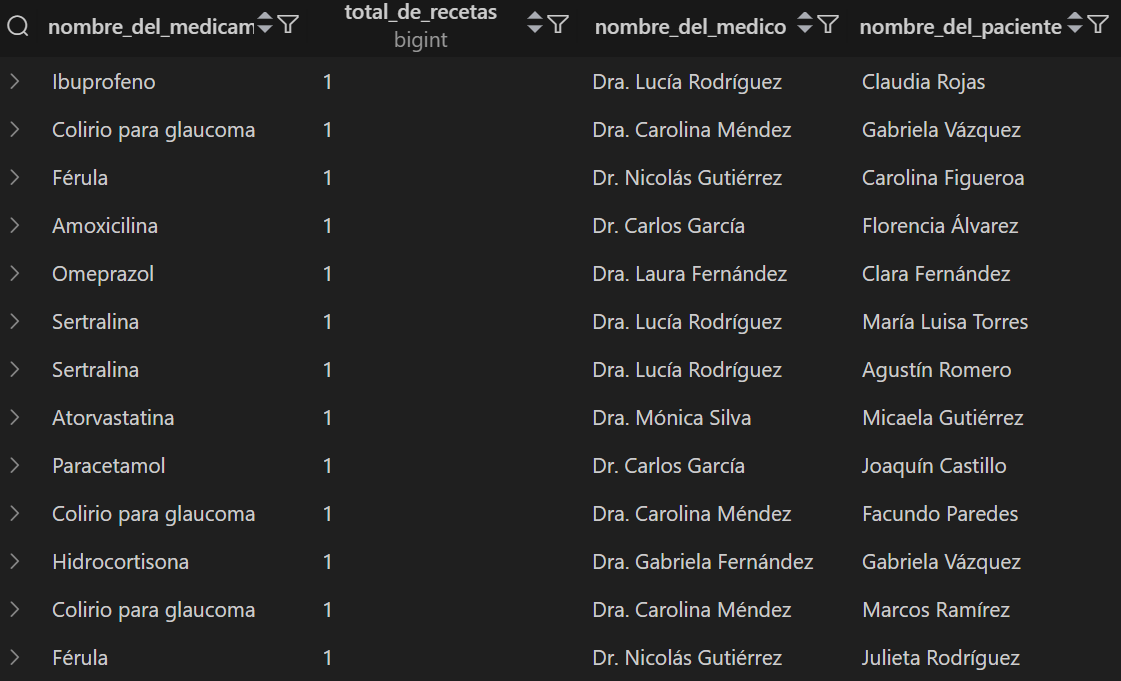 nombre_del_medicam total_de_recetas bigint nombre_del_medico nombre_del_paciente
Ibuprofeno 1 Dra. Lucía Rodríguez Claudia Rojas
Colirio para glaucoma 1 Dra. Carolina Méndez Gabriela Vázquez
Férula 1 Dr. Nicolás Gutiérrez Carolina Figueroa
Amoxicilina 1 Dr. Carlos García Florencia Álvarez
Omeprazol 1 Dra. Laura Fernández Clara Fernández
Sertralina 1 Dra. Lucía Rodríguez María Luisa Torres
Sertralina 1 Dra. Lucía Rodríguez Agustín Romero
Atorvastatina 1 Dra. Mónica Silva Micaela Gutiérrez
Paracetamol 1 Dr. Carlos García Joaquín Castillo
Colirio para glaucoma 1 Dra. Carolina Méndez Facundo Paredes
Hidrocortisona 1 Dra. Gabriela Fernández Gabriela Vázquez
Colirio para glaucoma 1 Dra. Carolina Méndez Marcos Ramírez
Férula 1 Dr. Nicolás Gutiérrez Julieta Rodríguez